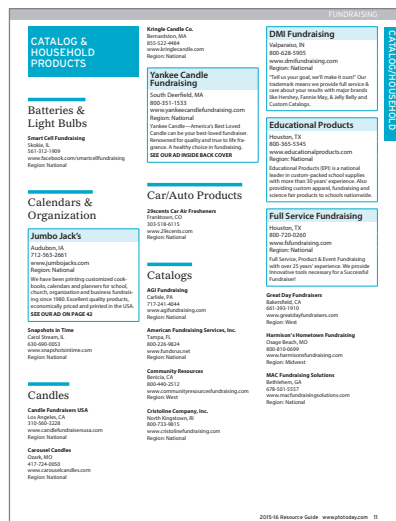 FUNDRAISING
CATALOG &
HOUSEHOLD
PRODUCTS
Batteries &
Light Bulbs
Smart Cell Fundraising
Skokie, IL
561-312-1909
www.facebook.com/smartcellfundraising
Region: National
Calendars &
Organization
Jumbo Jack's
Audubon, IA
712-563-2661
www.jumbojacks.com
Region: National
We have been printing customized cook-
books, calendars and planners for school,
church, organization and business fundrais-
ing since 1980. Excellent quality products,
economically priced and printed in the USA.
SEE OUR AD ON PAGE 42
Snapshots in Time
Carol Stream, IL
630-690-0053
www.snapshotsintime.com
Region: National
Candles
Candle Fundraisers USA
Los Angeles, CA
310-560-3228
www.candlefundraisersusa.com
Region: National
Carousel Candles
Ozark, MO
417-724-0050
www.carouselcandles.com
Region: National
Kringle Candle Co.
Bernardston, MA
855-522-4484
www.kringlecandle.com
Region: National
Yankee Candle
Fundraising
South Deerfield, MA
800-351-1533
www.yankeecandlefundraising.com
Region: National
Yankee Candle—America's Best Loved
Candle can be your best-loved fundraiser.
Renowned for quality and true to life fra-
grance. A healthy choice in fundraising.
SEE OUR AD INSIDE BACK COVER
Car/Auto Products
29scents Car Air Fresheners
Franktown, CO
303-518-6115
www.29scents.com
Region: National
Catalogs
AGI Fundraising
Carlisle, PA
717-241-4044
www.agifundraising.com
Region: National
American Fundraising Services, Inc.
Tampa, FL
800-226-9824
www.fundsrus.net
Region: National
Community Resources
Benicia, CA
800-440-2512
www.communityresourcesfundraising.com
Region: West
Cristoline Company, Inc.
North Kingstown, RI
800-733-9815
www.cristolinefundraising.com
Region: National
DMI Fundraising
Valparaiso, IN
800-628-5905
www.dmifundraising.com
Region: National
"Tell us your goal, we'll make it ours!" Our
trademark means we provide full service &
care about your results with major brands
like Hershey, Fannie May, & Jelly Belly and
Custom Catalogs.
Educational Products
Houston, TX
800-365-5345
www.educationalproducts.com
Region: National
Educational Products (EPI) is a national
leader in custom-packed school supplies
with more than 30 years' experience. Also
providing custom apparel, fundraising and
science fair products to schools nationwide.
Full Service Fundraising
Houston, TX
800-720-0260
www.fsfundraising.com
Region: National
Full Service, Product & Event Fundraising
with over 25 years' experience. We provide
Innovative tools necessary for a Successful
Fundraiser!
Great Day Fundraisers
Bakersfield, CA
661-393-1910
www.greatdayfundraisers.com
Region: West
Harmison's Hometown Fundraising
Osage Beach, MO
800-810-0699
www.harmisonsfundraising.com
Region: Midwest
MAC Fundraising Solutions
Bethlehem, GA
678-501-5557
www.macfundraisingsolutions.com
Region: National
CATALOG/HOUSEHOLD
2015-16 Resource Guide www.ptotoday.com 11